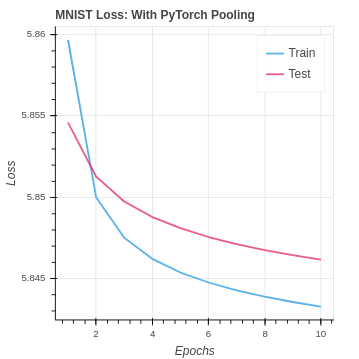 MNIST Loss: With PyTorch Pooling
5.86
5.855
5.85
5.845
Loss
Train
Test
2 4 6 8 10
Epochs